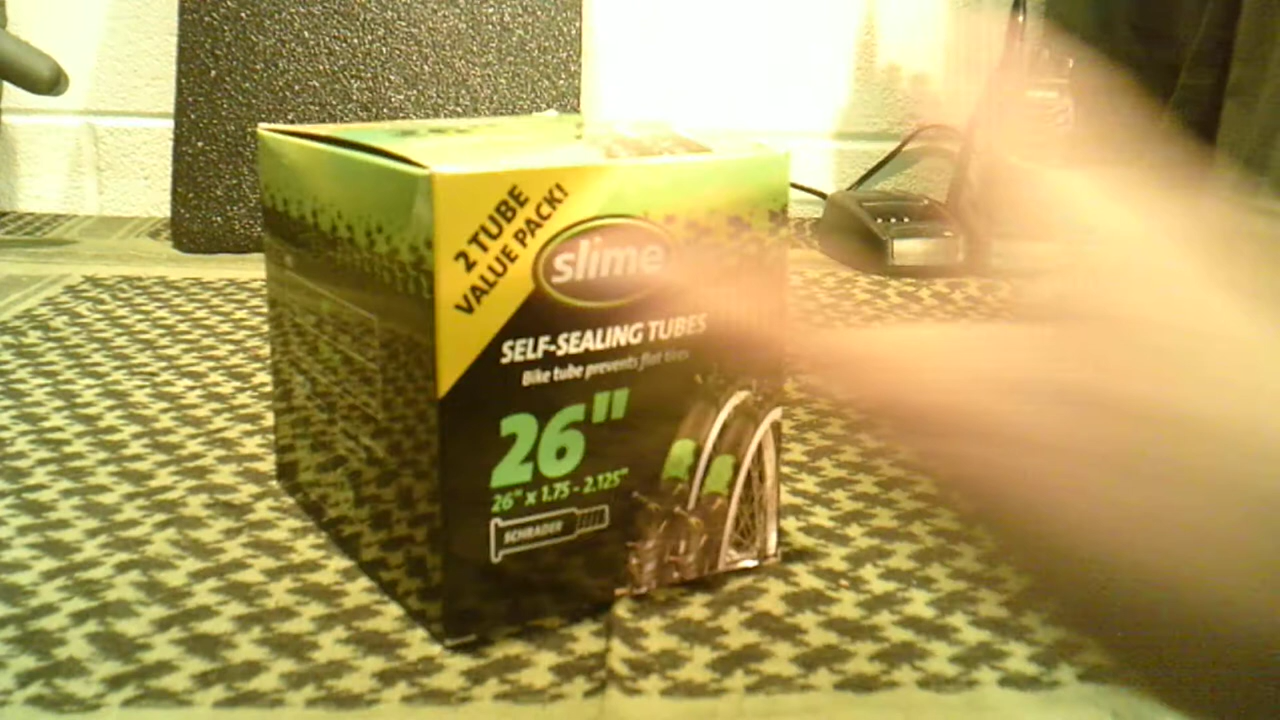 2 TUBE
VALUE PACK!
slime
SELF-SEALING TUBES
Bike tube prevents flat tires
26"
26" x 1.75 - 2.125"
SCHRADER